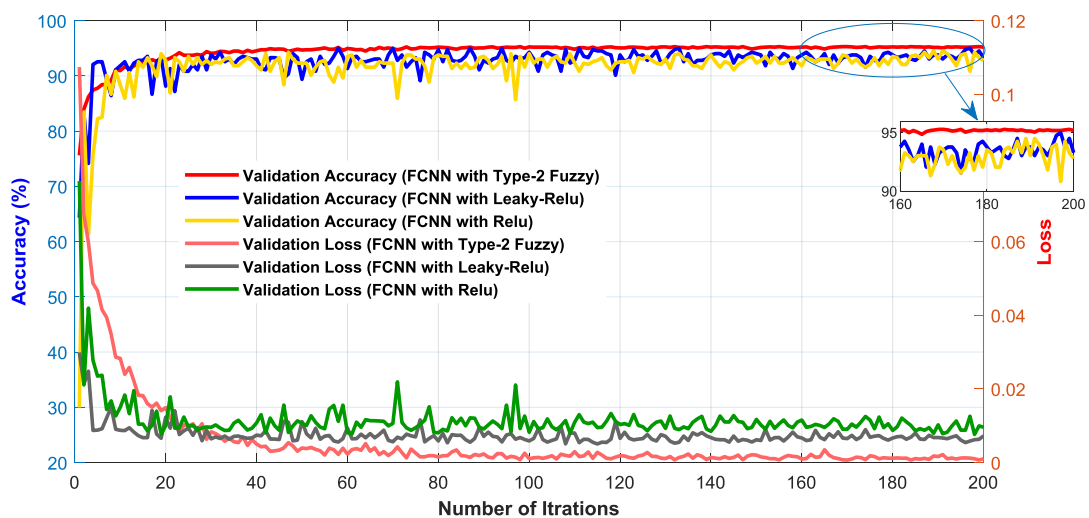 100
90
80
70
60
50
40
30
20
Accuracy (%)
0.12
0.1
0.06
0.04
0.02
0
Loss
95
90
160
180
200
Validation Accuracy (FCNN with Type-2 Fuzzy)
Validation Accuracy (FCNN with Leaky-Relu)
Validation Accuracy (FCNN with Relu)
Validation Loss (FCNN with Type-2 Fuzzy)
Validation Loss (FCNN with Leaky-Relu)
Validation Loss (FCNN with Relu)
0 20 40 60 80 100 120 140 160 180 200
Number of Itrations